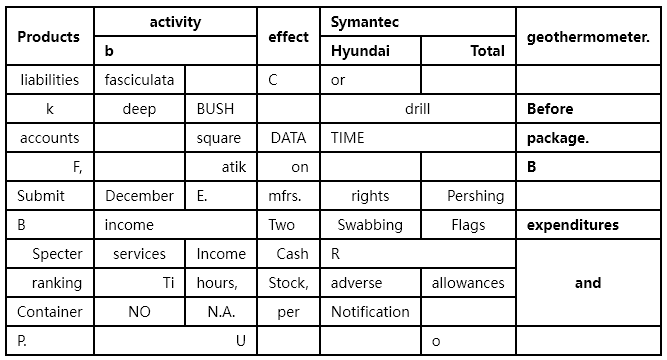 Products activity effect Symantec geothermometer.
b Hyundai Total
liabilities fasciculata C or
k deep BUSH drill Before
accounts square DATA TIME package.
F, atik on B
Submit December E. mfrs. rights Pershing
B income Two Swabbing Flags expenditures
Specter services Income Cash R
ranking Ti hours, Stock, adverse allowances and
Container NO N.A. per Notification
P. U o